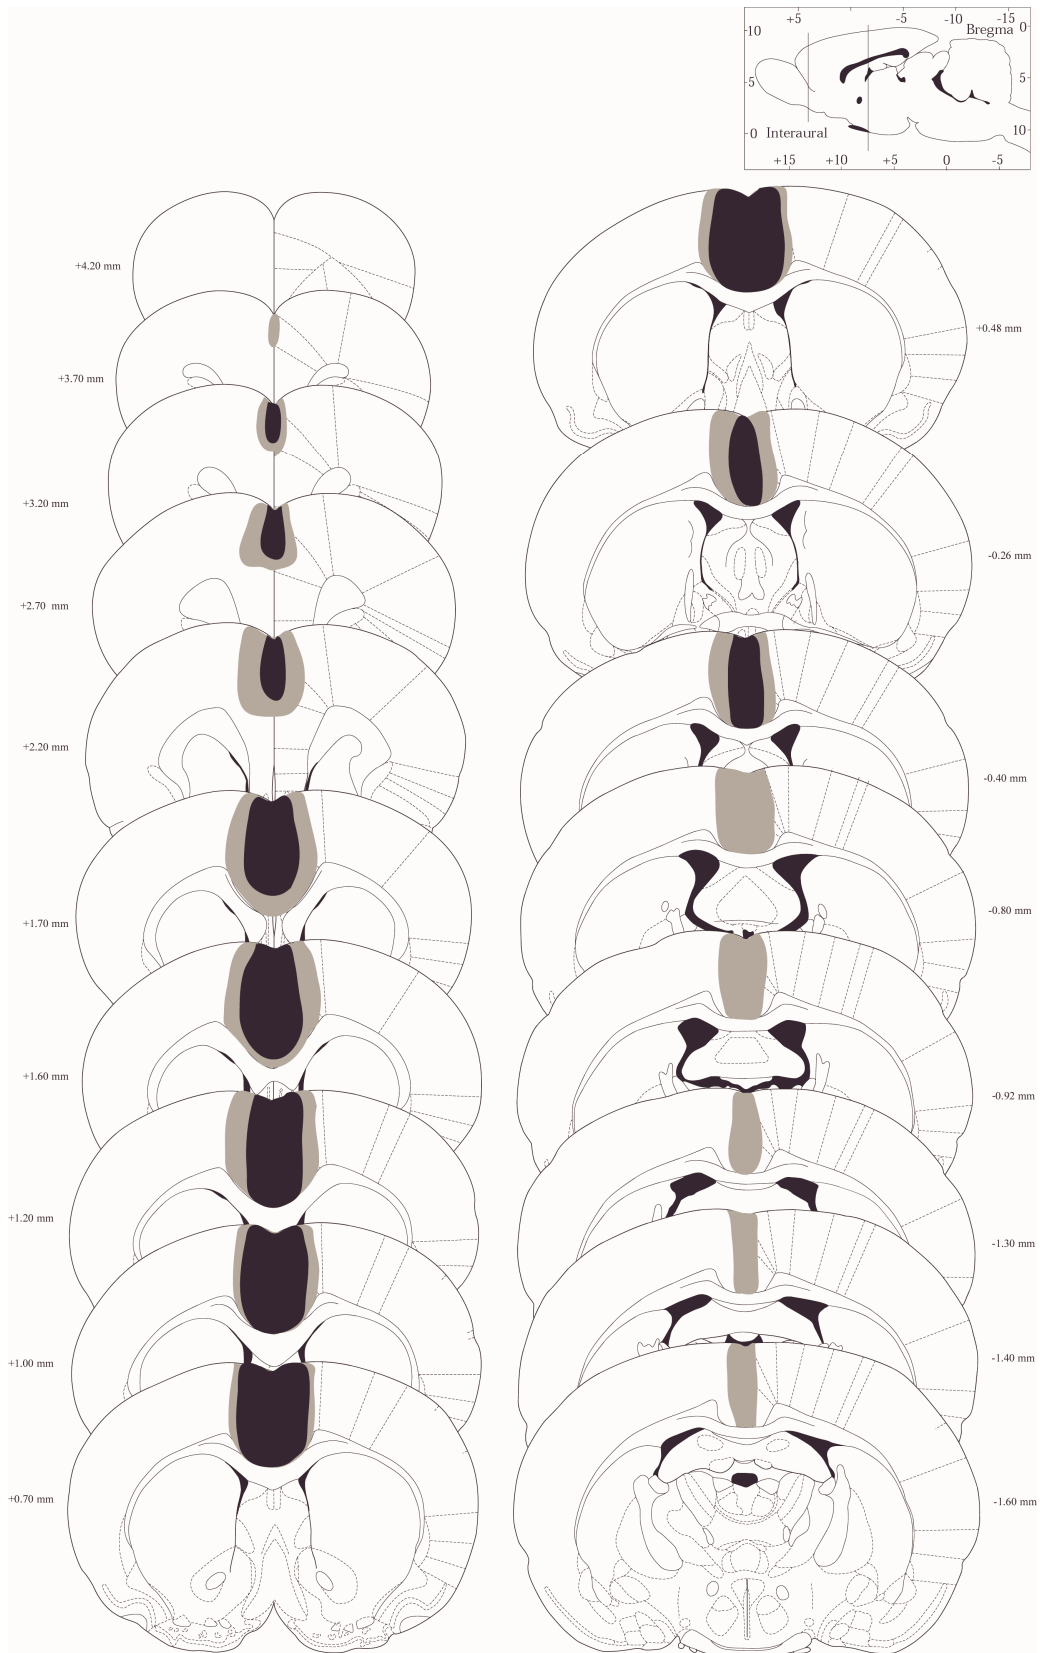 +5 -5 -10 -15
Bregma
10 0
5 5
0 Interaural 10
+15 +10 +5 0 -5
+4.20 mm
+3.70 mm
+3.20 mm
+2.70 mm
+2.20 mm
+1.70 mm
+1.60 mm
+1.20 mm
+1.00 mm
+0.70 mm
+0.48 mm
-0.26 mm
-0.40 mm
-0.80 mm
-0.92 mm
-1.30 mm
-1.40 mm
-1.60 mm